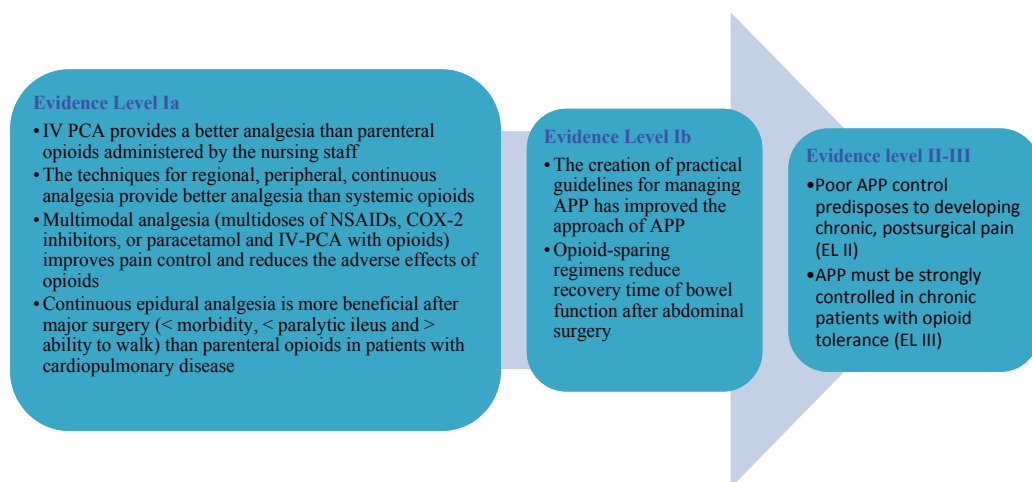 Evidence Level Ia
•IV PCA provides a better analgesia than parenteral
opioids administered by the nursing staff
•The techniques for regional, peripheral, continuous
analgesia provide better analgesia than systemic opioids
•Multimodal analgesia (multidoses of NSAIDs, COX-2
inhibitors, or paracetamol and IV-PCA with opioids)
improves pain control and reduces the adverse effects of
opioids
•Continuous epidural analgesia is more beneficial after
major surgery (< morbidity, < paralytic ileus and >
ability to walk) than parenteral opioids in patients with
cardiopulmonary disease
Evidence Level Ib
•The creation of practical
guidelines for managing
APP has improved the
approach of APP
•Opioid-sparing
regimens reduce
recovery time of bowel
function after abdominal
surgery
Evidence level II-III
•Poor APP control
predisposes to developing
chronic, postsurgical pain
(EL II)
•APP must be strongly
controlled in chronic
patients with opioid
tolerance (EL III)